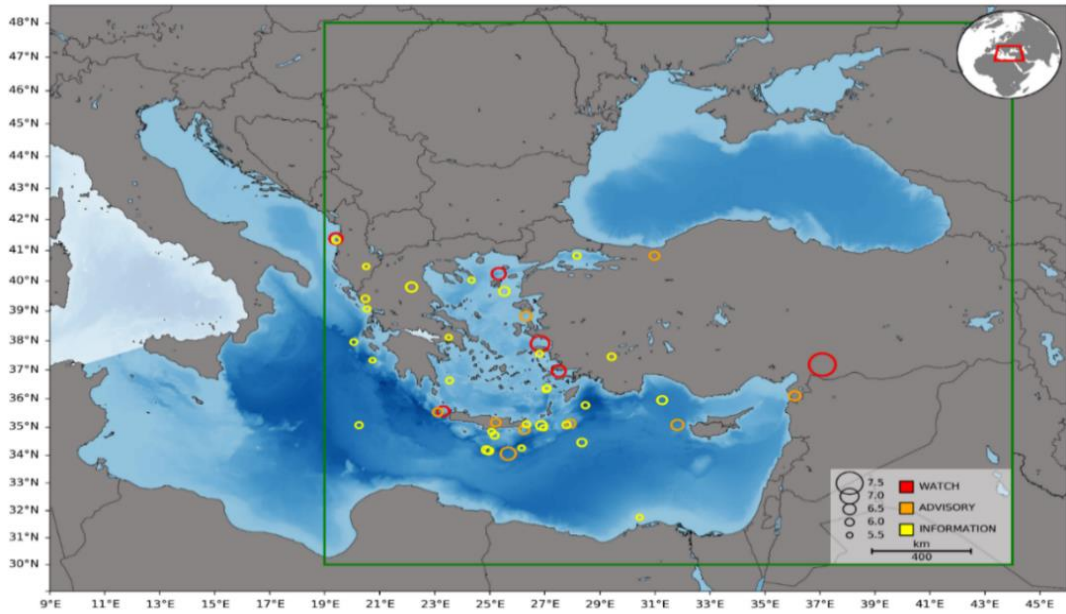 48°N
47°N
46°N
45°N
44°N
43°N
42°N
41°N
40°N
39°N
38°N
37°N
36°N
35°N
34°N
33°N
32°N
31°N
30°N
9°E 11°E 13°E 15°E 17°E 19°E 21°E 23°E 25°E 27°E 29°E 31°E 33°E 35°E 37°E 39°E 41°E 43°E
7.5 WATCH
7.0
6.5 ADVISORY
6.0
5.5 INFORMATION
km
400